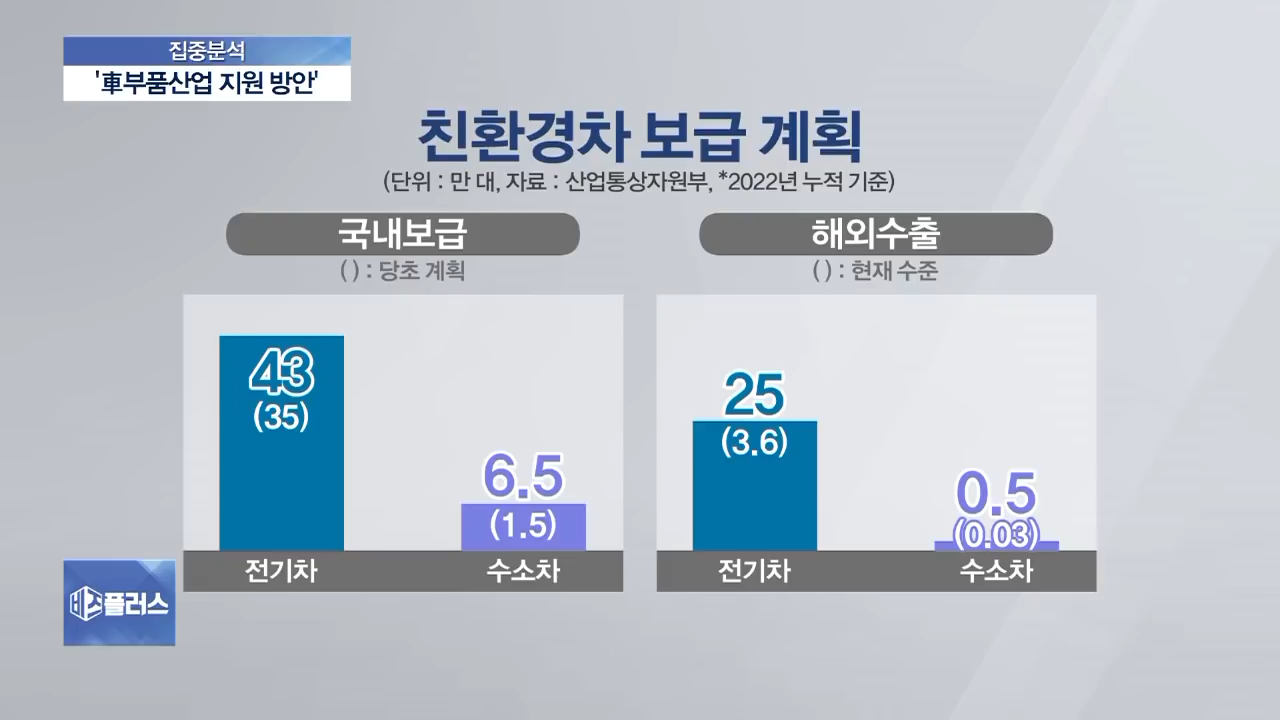 집중분석
'車부품산업 지원 방안'
친환경차 보급 계획
(단위 : 만 대, 자료 : 산업통상자원부, *2022년 누적 기준)
국내보급
( ) : 당초 계획
43
(35)
6.5
(1.5)
전기차
수소차
해외수출
( ) : 현재 수준
25
(3.6)
0.5
(0.03)
전기차
수소차
비즈플러스